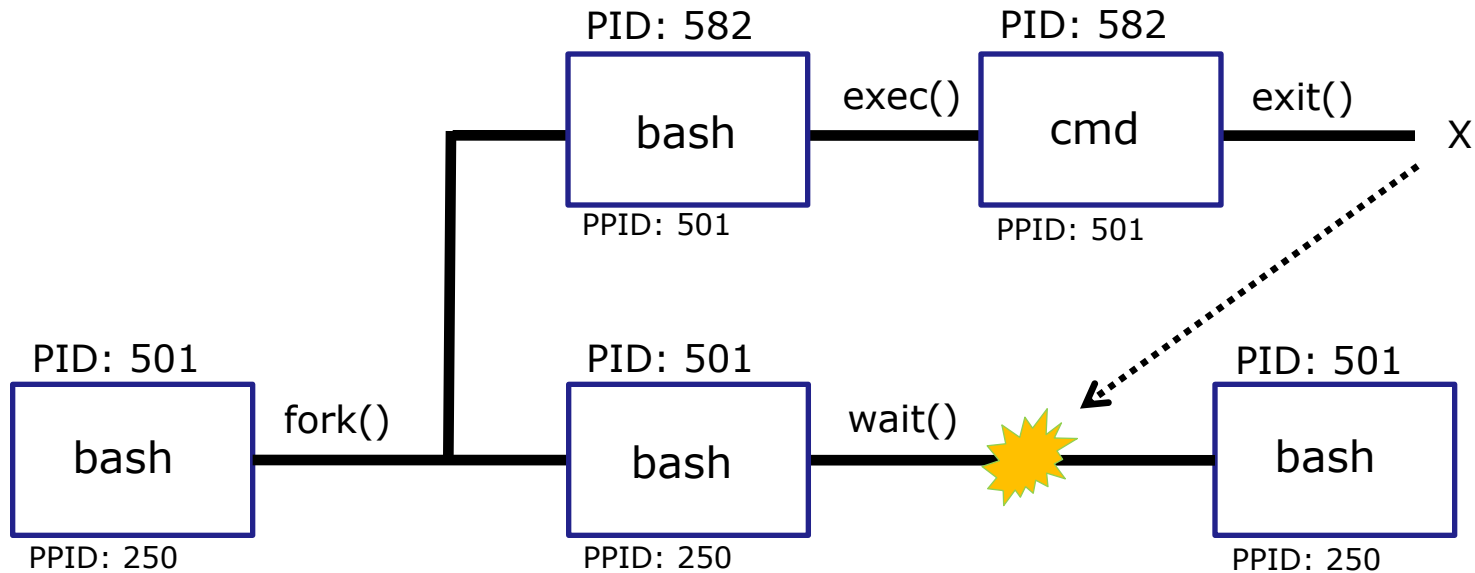 PID: 582
bash
PPID: 501
exec()
PID: 582
cmd
PPID: 501
exit()
X
PID: 501
bash
PPID: 250
fork()
PID: 501
bash
PPID: 250
wait()
PID: 501
bash
PPID: 250